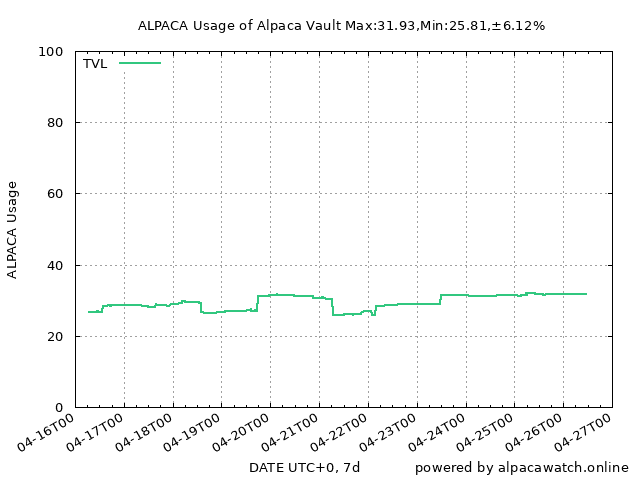 ALPACA Usage of Alpaca Vault Max:31.93,Min:25.81,±6.12%
TVL
100
80
60
40
20
0
ALPACA Usage
04-16T00
04-17T00
04-18T00
04-19T00
04-20T00
04-21T00
04-22T00
04-23T00
04-24T00
04-25T00
04-26T00
04-27T00
DATE UTC+0, 7d
powered by alpacawatch.online